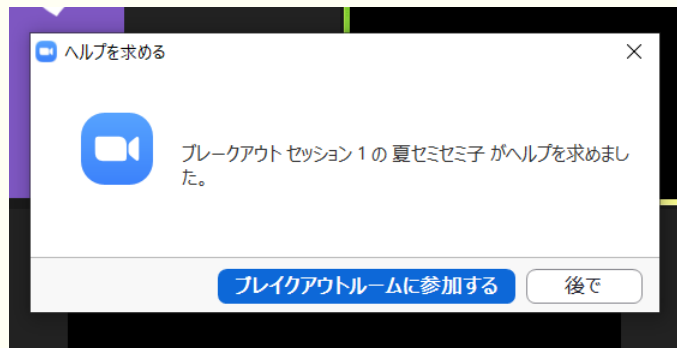 ヘルプを求める
ブレークアウト セッション 1 の 夏セミセミ子 がヘルプを求めまし
た。
ブレイクアウトルームに参加する
後で